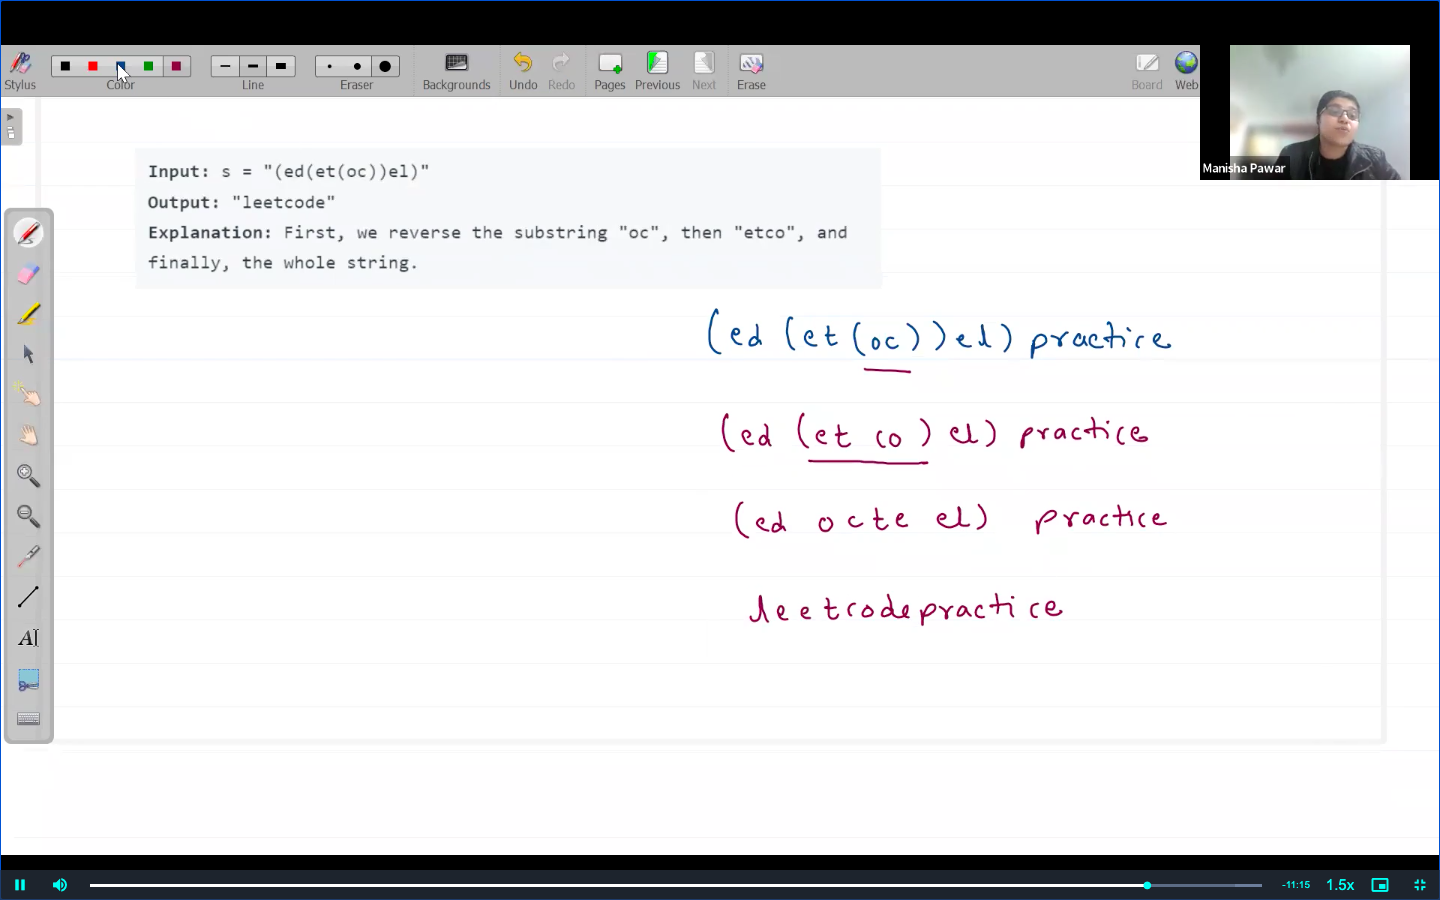 Stylus
Color
Line
Eraser
Backgrounds
Undo
Redo
Pages
Previous
Next
Erase
Board
Web
Manisha Pawar
Input: s = "(ed(et(oc))el)"
Output: "leetcode"
Explanation: First, we reverse the substring "oc", then "etco", and
finally, the whole string.
(ed (et (oc) ) el) practice
(ed (et co ) el) practice
(ed octe el) practice
leetcodepractice
A
-11:15
1.5x